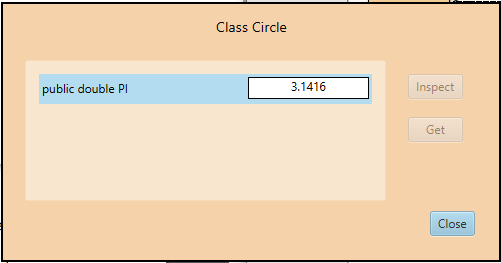 Class Circle
public double PI 3.1416
Inspect
Get
Close